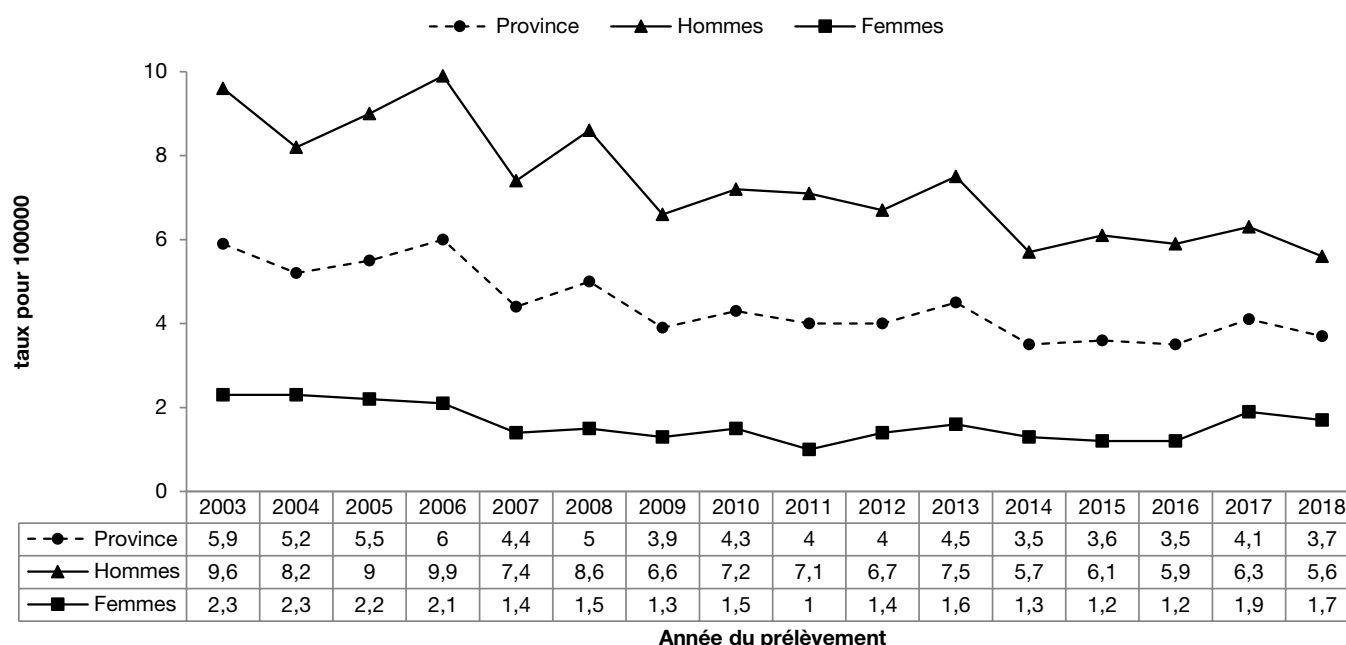 Province Hommes Femmes
taux pour 100000
10
8
6
4
2
0
2003 2004 2005 2006 2007 2008 2009 2010 2011 2012 2013 2014 2015 2016 2017 2018
Province 5,9 5,2 5,5 6 4,4 5 3,9 4,3 4 4 4,5 3,5 3,6 3,5 4,1 3,7
Hommes 9,6 8,2 9 9,9 7,4 8,6 6,6 7,2 7,1 6,7 7,5 5,7 6,1 5,9 6,3 5,6
Femmes 2,3 2,3 2,2 2,1 1,4 1,5 1,3 1,5 1 1,4 1,6 1,3 1,2 1,2 1,9 1,7
Année du prélèvement